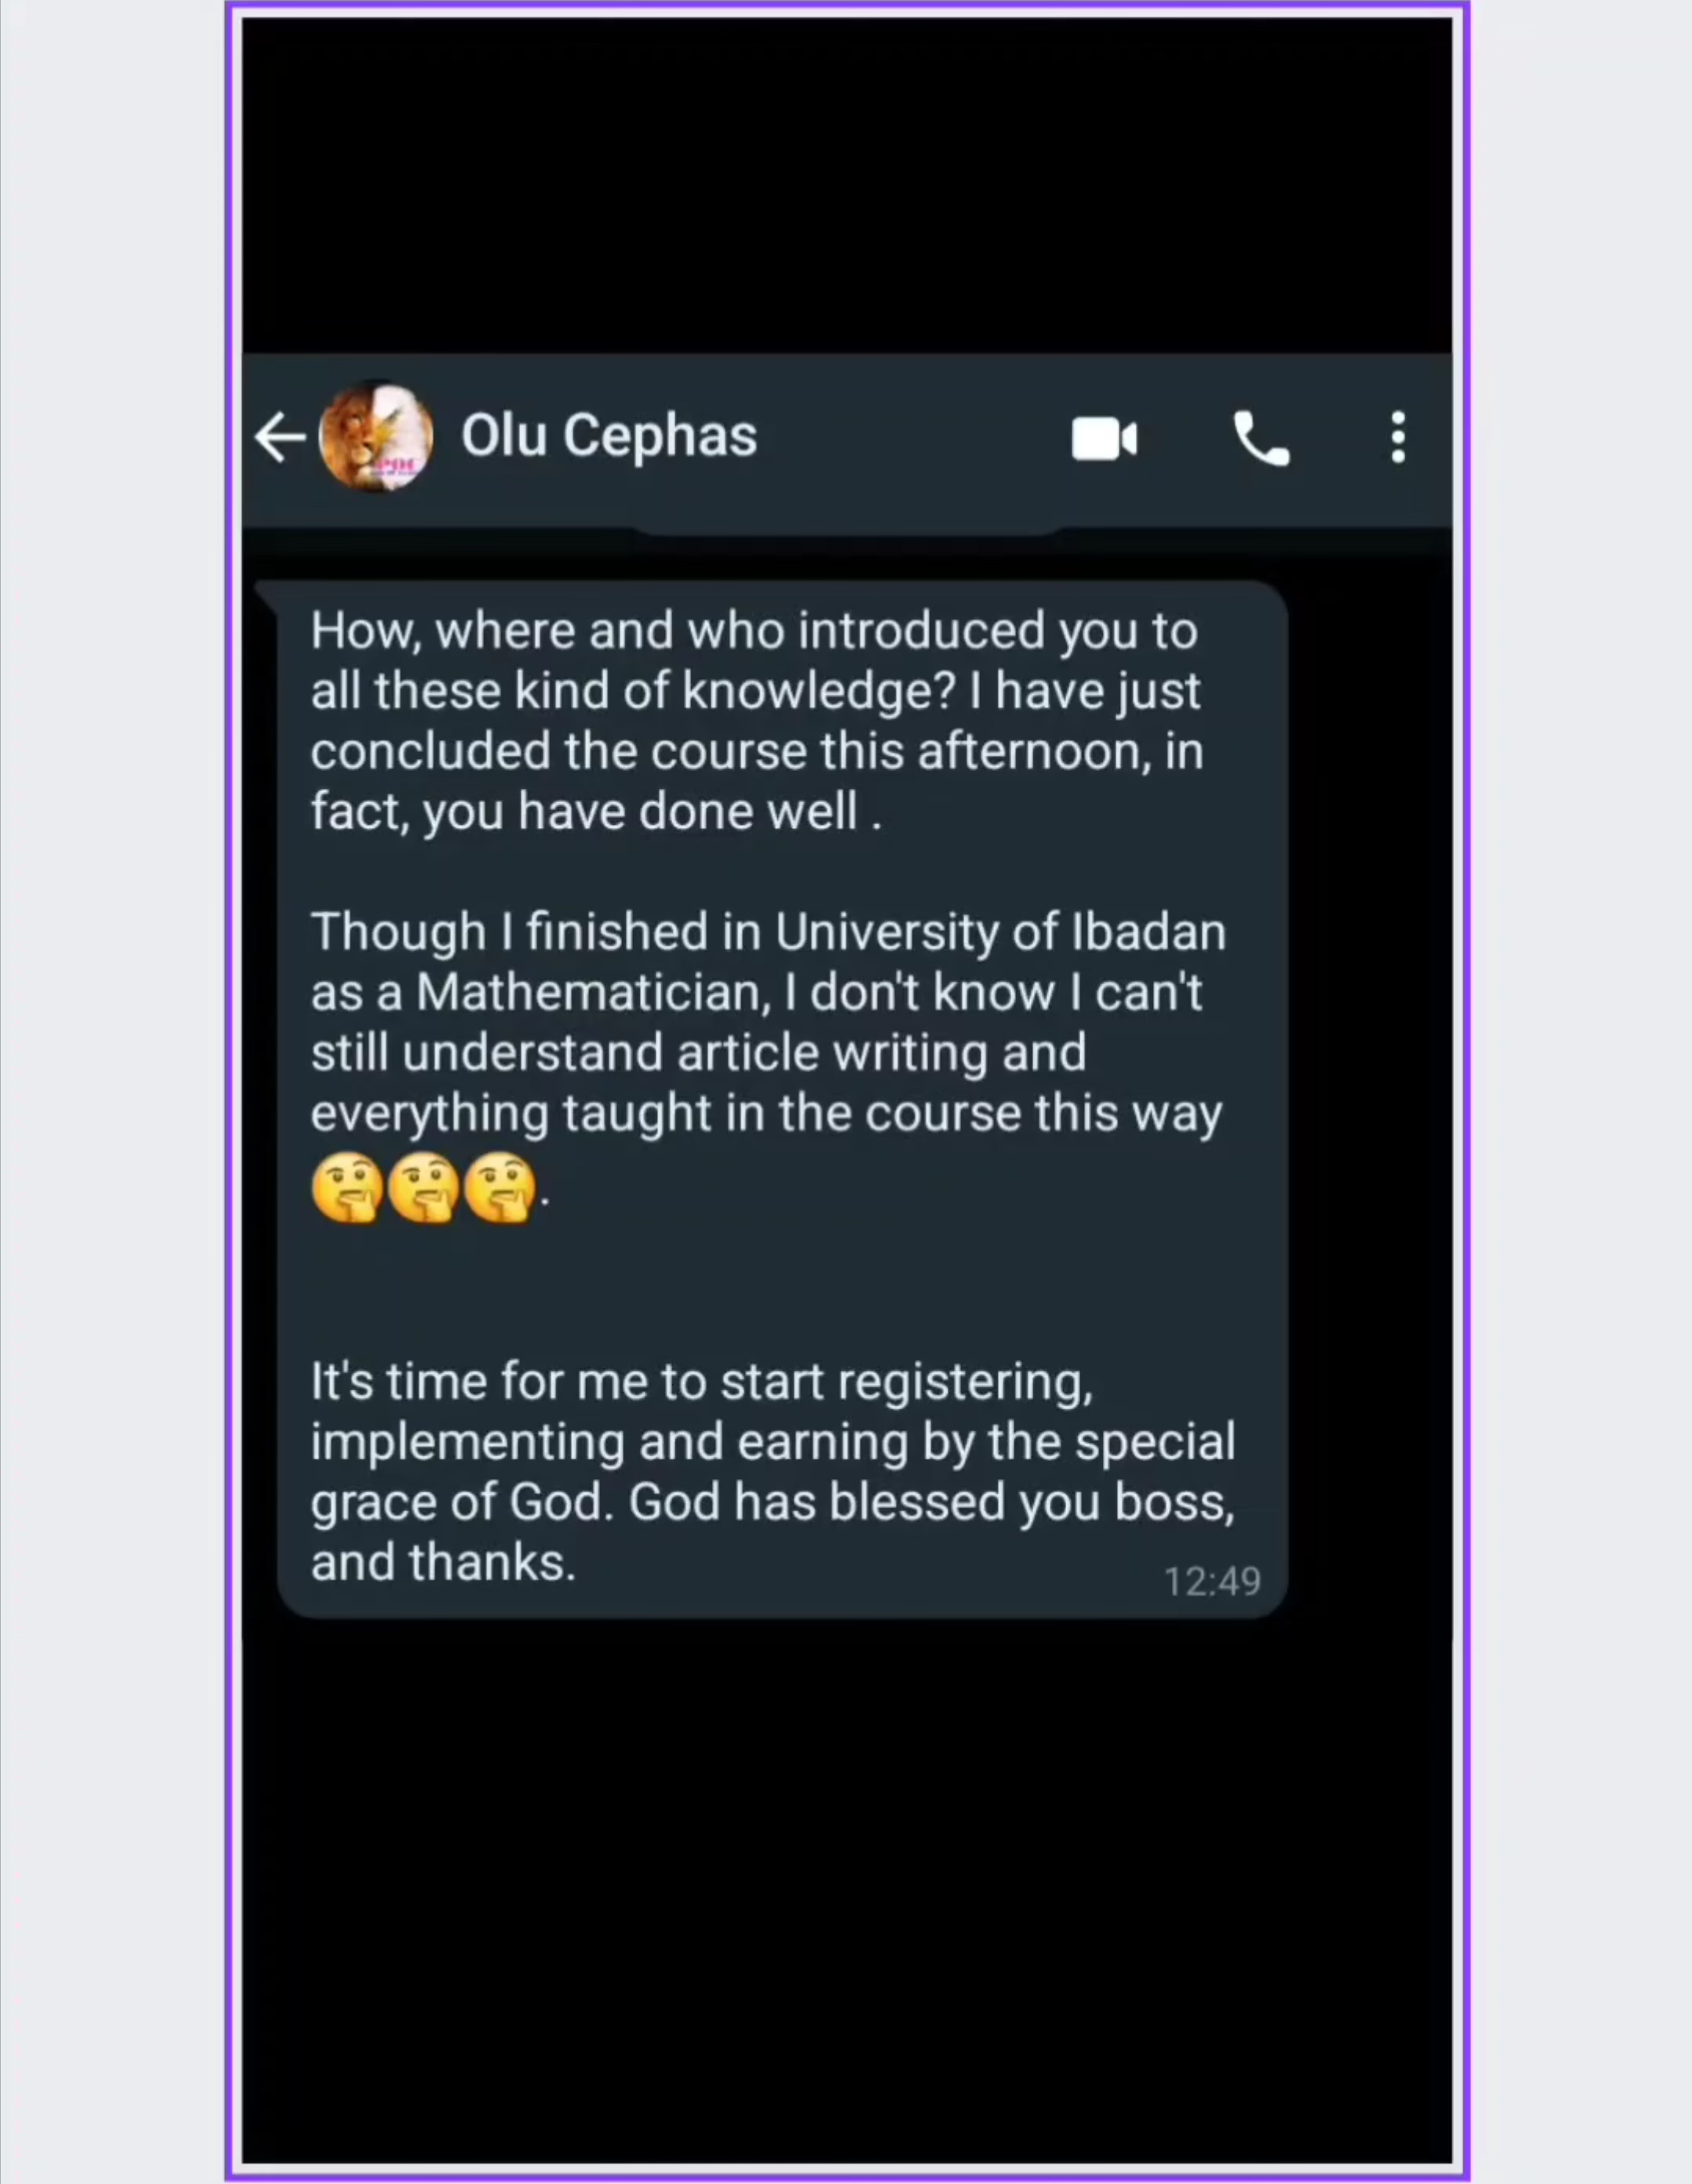 Olu Cephas
How, where and who introduced you to
all these kind of knowledge? I have just
concluded the course this afternoon, in
fact, you have done well .
Though I finished in University of Ibadan
as a Mathematician, I don't know I can't
still understand article writing and
everything taught in the course this way
🤔🤔🤔.
It's time for me to start registering,
implementing and earning by the special
grace of God. God has blessed you boss,
and thanks.
12:49